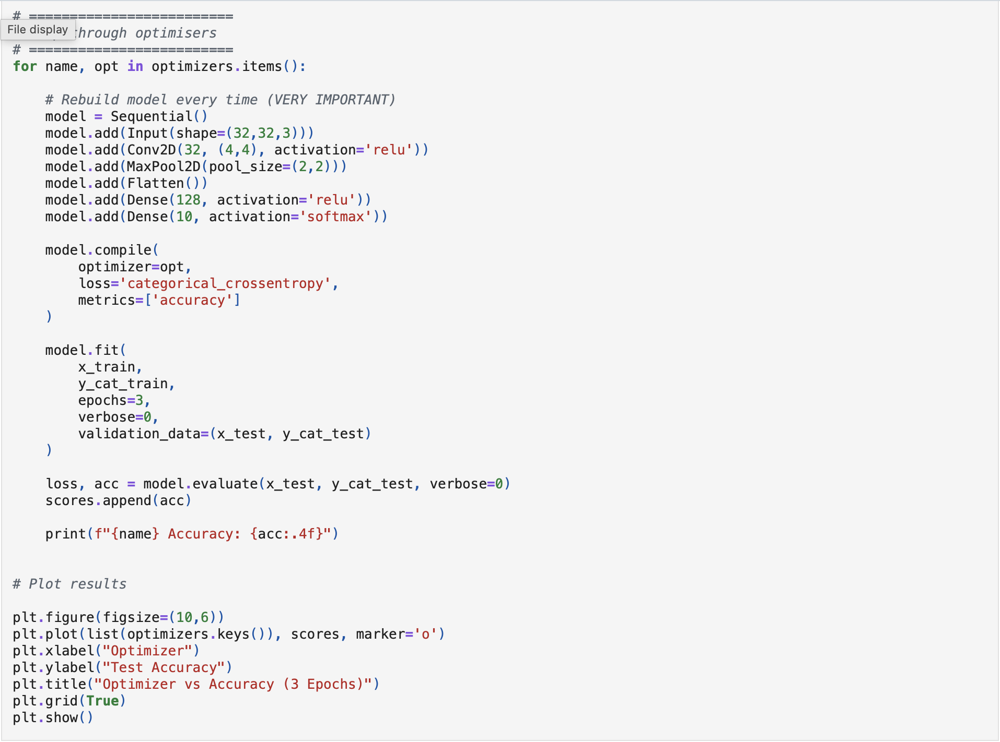 # =========================
File display
through optimisers
# =========================
for name, opt in optimizers.items():
    # Rebuild model every time (VERY IMPORTANT)
    model = Sequential()
    model.add(Input(shape=(32,32,3)))
    model.add(Conv2D(32, (4,4), activation='relu'))
    model.add(MaxPool2D(pool_size=(2,2)))
    model.add(Flatten())
    model.add(Dense(128, activation='relu'))
    model.add(Dense(10, activation='softmax'))
    model.compile(
        optimizer=opt,
        loss='categorical_crossentropy',
        metrics=['accuracy']
    )
    model.fit(
        x_train,
        y_cat_train,
        epochs=3,
        verbose=0,
        validation_data=(x_test, y_cat_test)
    )
    loss, acc = model.evaluate(x_test, y_cat_test, verbose=0)
    scores.append(acc)
    print(f"{name} Accuracy: {acc:.4f}")
# Plot results
plt.figure(figsize=(10,6))
plt.plot(list(optimizers.keys()), scores, marker='o')
plt.xlabel("Optimizer")
plt.ylabel("Test Accuracy")
plt.title("Optimizer vs Accuracy (3 Epochs)")
plt.grid(True)
plt.show()